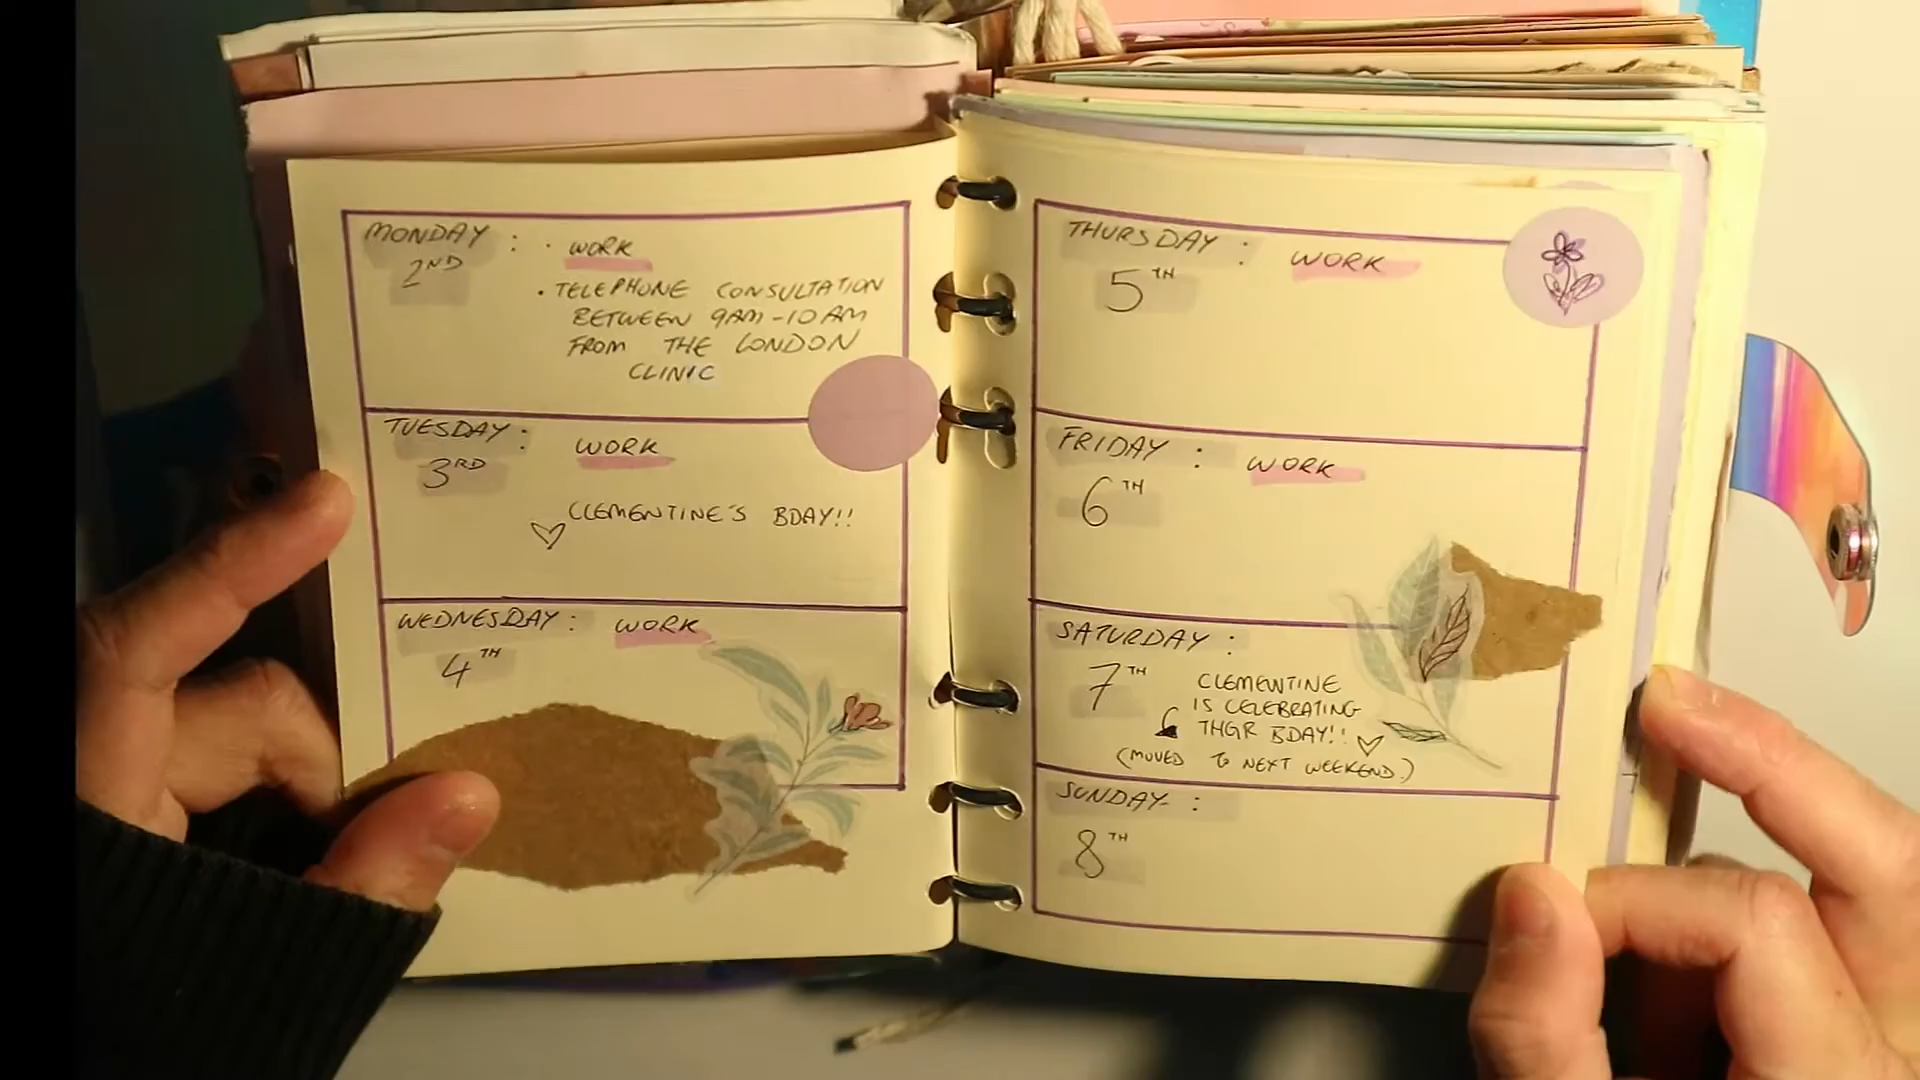 MONDAY : · WORK
2ND
· TELEPHONE CONSULTATION
BETWEEN 9AM-10AM
FROM THE LONDON
CLINIC
TUESDAY : WORK
3RD
CLEMENTINE'S BDAY!!
WEDNESDAY : WORK
4TH
THURSDAY : WORK
5TH
FRIDAY : WORK
6TH
SATURDAY :
7TH
CLEMENTINE
IS CELEBRATING
THGR BDAY!!
(MOVED TO NEXT WEEKEND.)
SUNDAY :
8TH